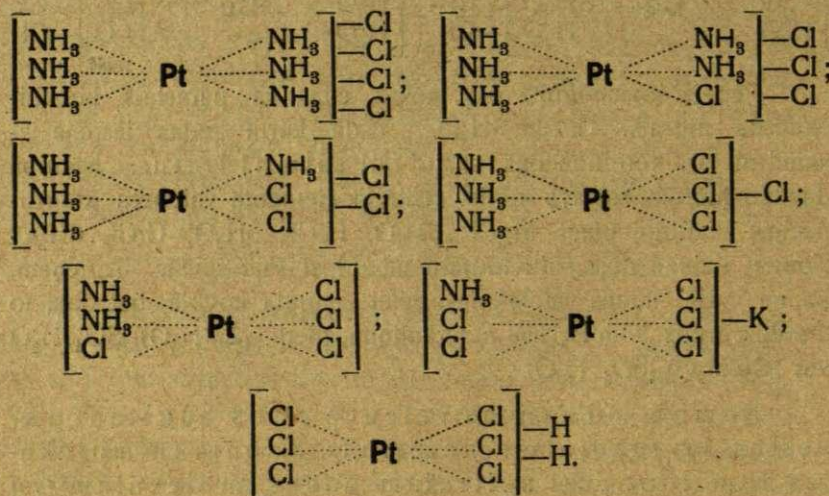 NH₃ NH₃ —Cl NH₃ NH₃ —Cl
NH₃ Pt NH₃ —Cl NH₃ Pt NH₃ —Cl
NH₃ NH₃ —Cl ; NH₃ Cl —Cl ;
—Cl
NH₃ NH₃ —Cl NH₃ Cl
NH₃ Pt Cl —Cl ; NH₃ Pt Cl —Cl ;
NH₃ Cl NH₃ Cl
NH₃ Cl NH₃ Cl
NH₃ Pt Cl ; Cl Pt Cl —K ;
Cl Cl Cl Cl
Cl Cl —H
Cl Pt Cl —H.
Cl Cl